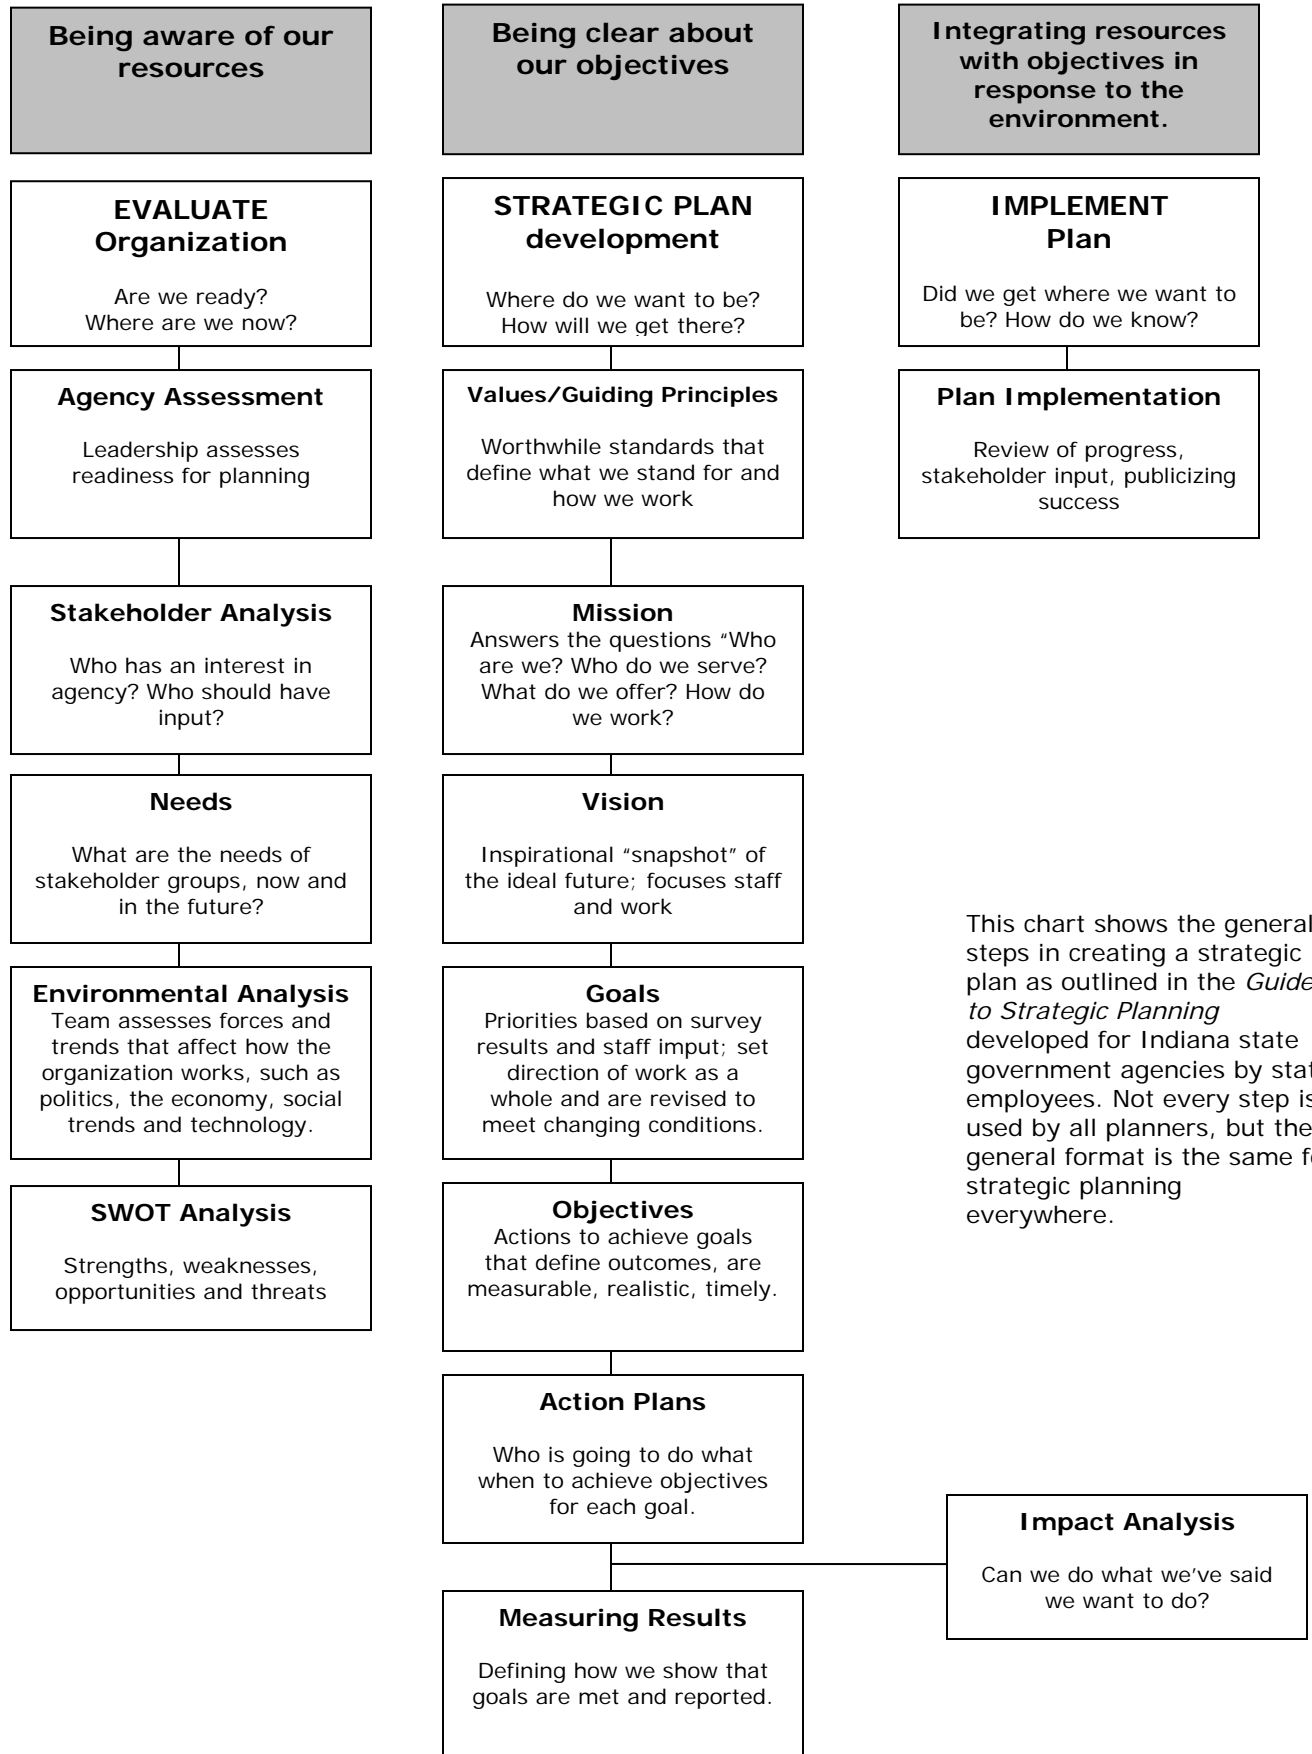 Being aware of our
resources
EVALUATE
Organization
Are we ready?
Where are we now?
Agency Assessment
Leadership assesses
readiness for planning
Stakeholder Analysis
Who has an interest in
agency? Who should have
input?
Needs
What are the needs of
stakeholder groups, now and
in the future?
Environmental Analysis
Team assesses forces and
trends that affect how the
organization works, such as
politics, the economy, social
trends and technology.
SWOT Analysis
Strengths, weaknesses,
opportunities and threats
Being clear about
our objectives
STRATEGIC PLAN
development
Where do we want to be?
How will we get there?
Values/Guiding Principles
Worthwhile standards that
define what we stand for and
how we work
Mission
Answers the questions “Who
are we? Who do we serve?
What do we offer? How do
we work?
Vision
Inspirational “snapshot” of
the ideal future; focuses staff
and work
Goals
Priorities based on survey
results and staff imput; set
direction of work as a
whole and are revised to
meet changing conditions.
Objectives
Actions to achieve goals
that define outcomes, are
measurable, realistic, timely.
Action Plans
Who is going to do what
when to achieve objectives
for each goal.
Measuring Results
Defining how we show that
goals are met and reported.
Integrating resources
with objectives in
response to the
environment.
IMPLEMENT
Plan
Did we get where we want to
be? How do we know?
Plan Implementation
Review of progress,
stakeholder input, publicizing
success
This chart shows the general
steps in creating a strategic
plan as outlined in the Guide
to Strategic Planning
developed for Indiana state
government agencies by
employees. Not every step is
used by all planners, but the
general format is the same
strategic planning
everywhere.
Impact Analysis
Can we do what we’ve said
we want to do?